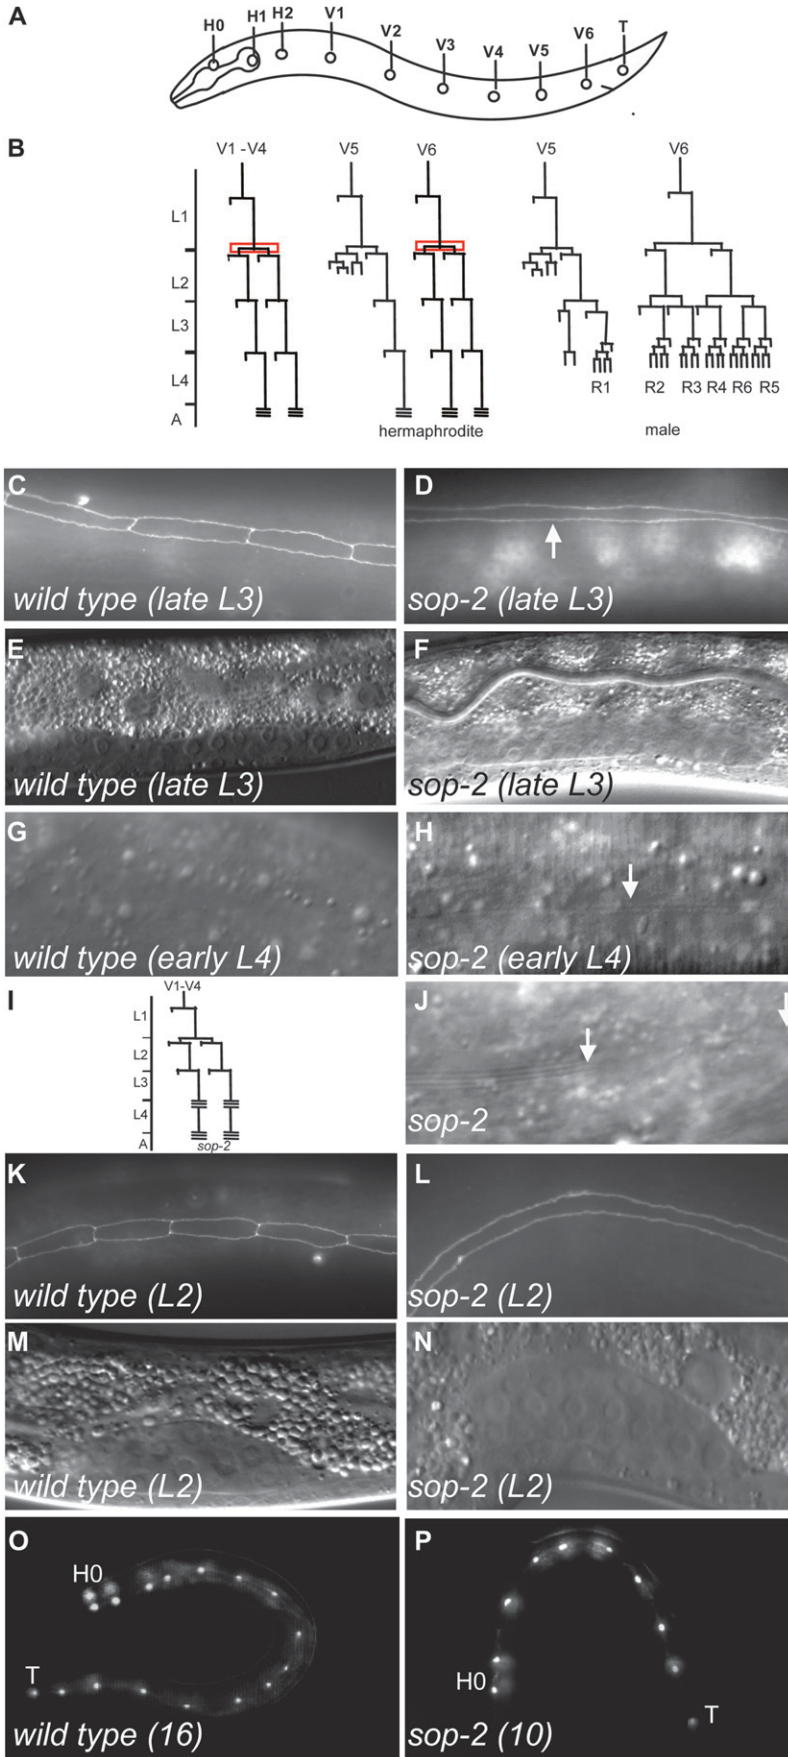 A
H0 H1 H2 V1 V2 V3 V4 V5 V6 T
B
V1 -V4 V5 V6 V5 V6
L1
L2
L3
L4
A
R1 R2 R3 R4 R6 R5
hermaphrodite male
C
wild type (late L3)
D
sop-2 (late L3)
E
wild type (late L3)
F
sop-2 (late L3)
G
wild type (early L4)
H
sop-2 (early L4)
I
V1-V4
L1
L2
L3
L4
A
sop-2
J
sop-2
K
wild type (L2)
L
sop-2 (L2)
M
wild type (L2)
N
sop-2 (L2)
O
H0
T
wild type (16)
P
H0
T
sop-2 (10)